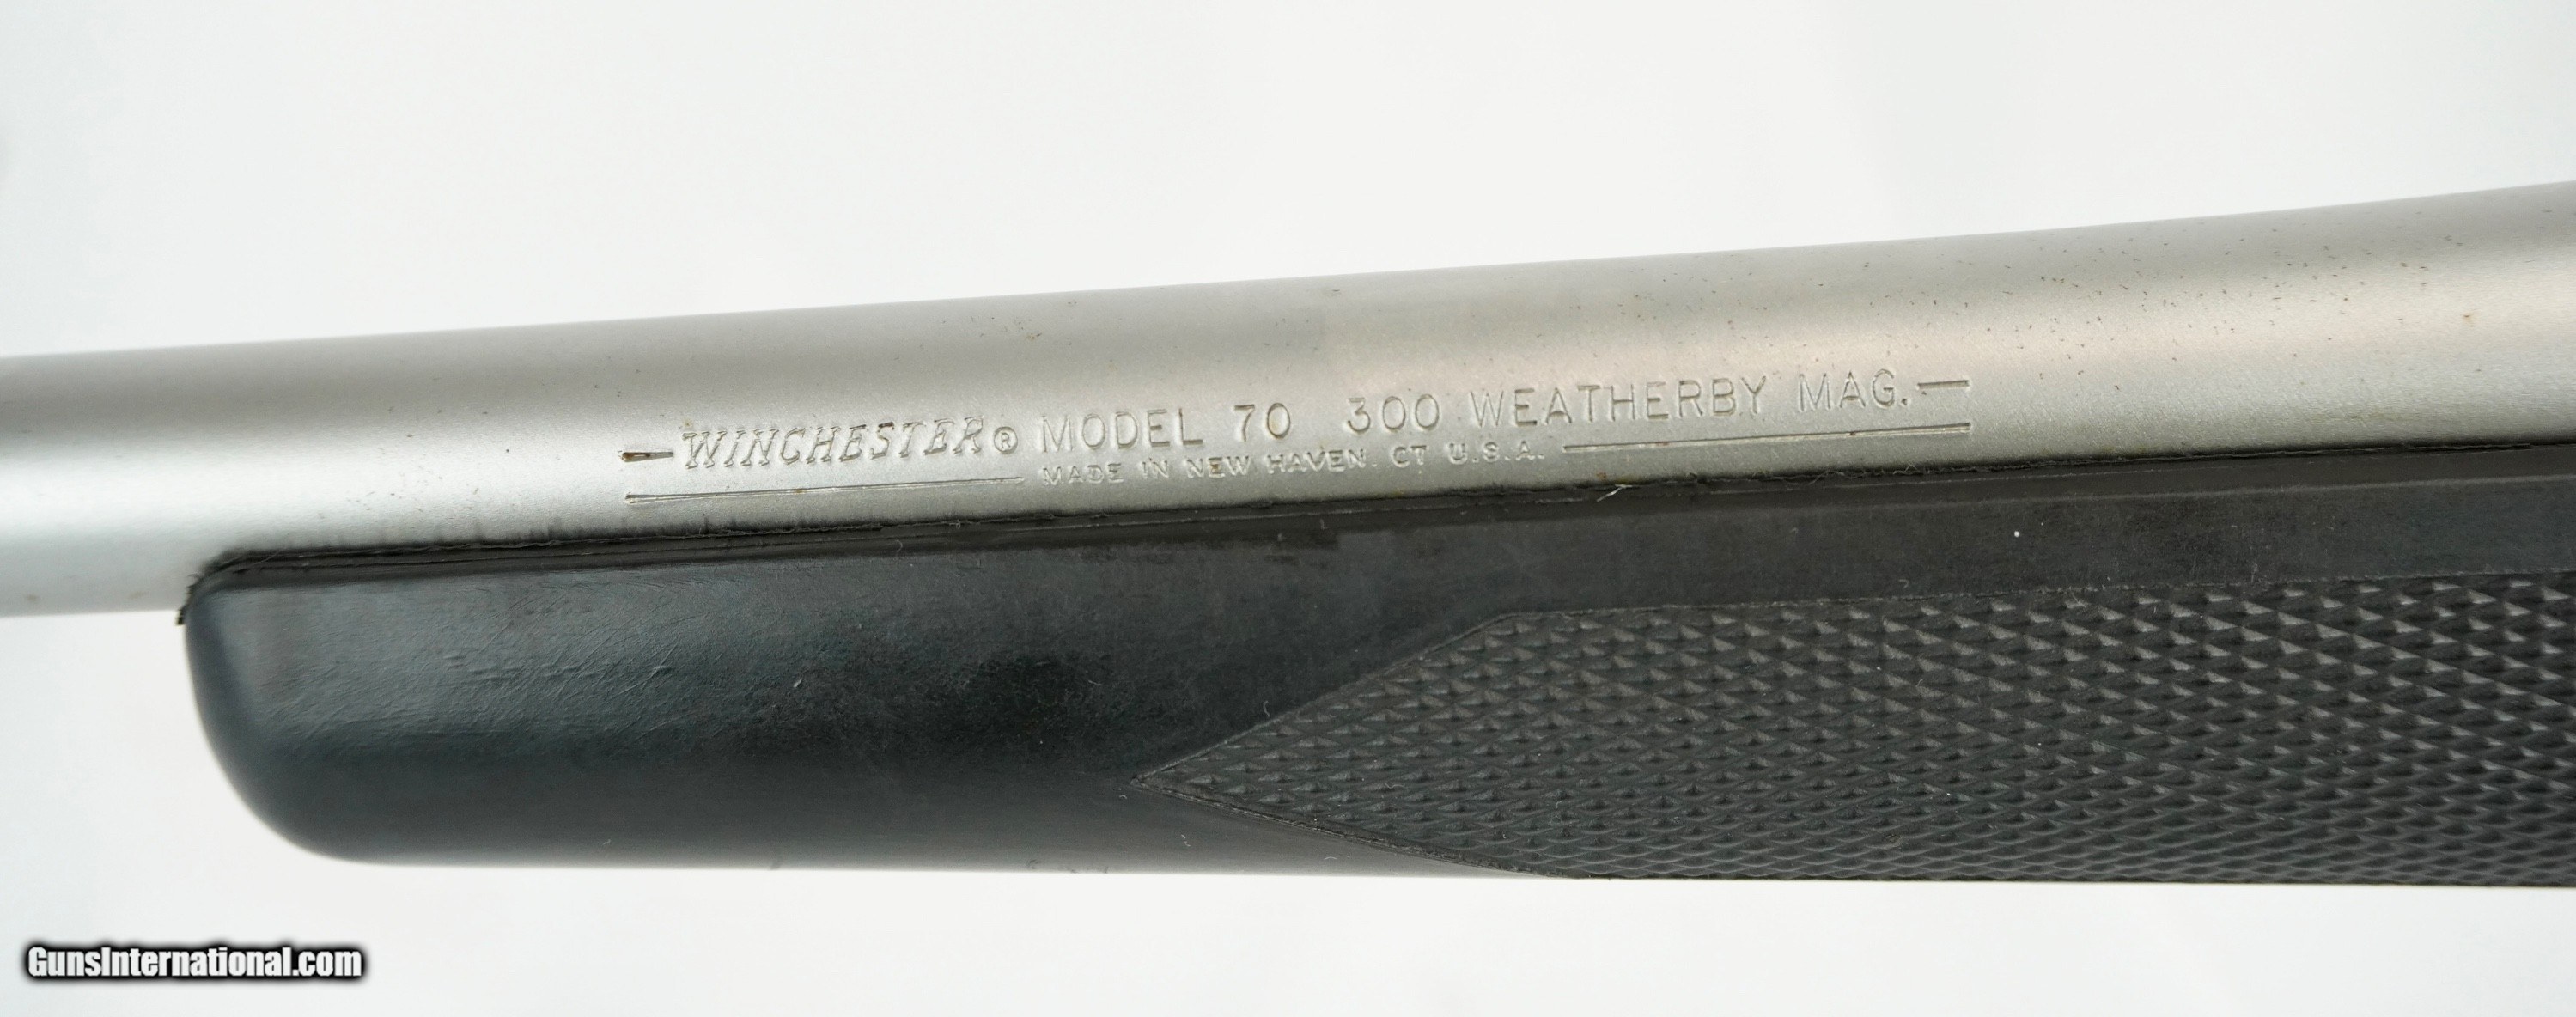 WINCHESTER® MODEL 70 300 WEATHERBY MAG.
MADE IN NEW HAVEN. CT U.S.A.
GunsInternational.com